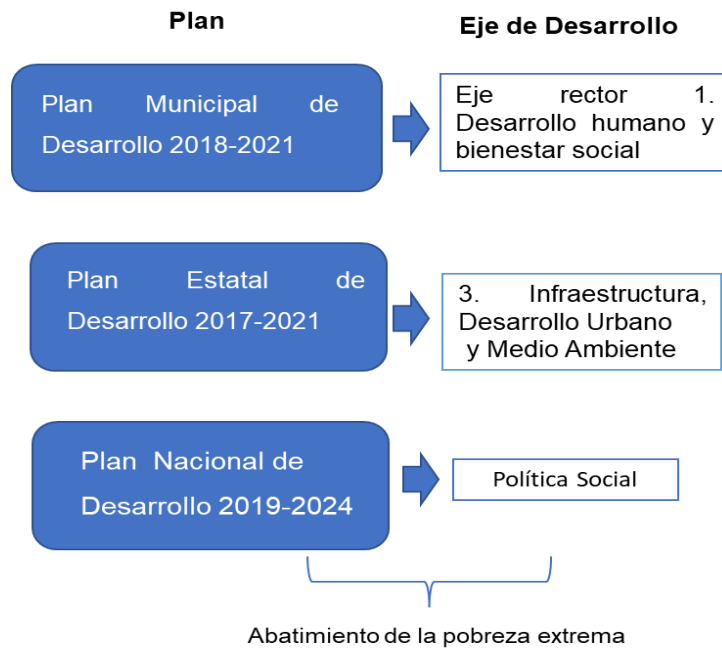 Plan
Eje de Desarrollo
Plan Municipal de
Desarrollo 2018-2021
Eje rector 1.
Desarrollo humano y
bienestar social
Plan Estatal de
Desarrollo 2017-2021
3. Infraestructura,
Desarrollo Urbano
y Medio Ambiente
Plan Nacional de
Desarrollo 2019-2024
Política Social
Abatimiento de la pobreza extrema